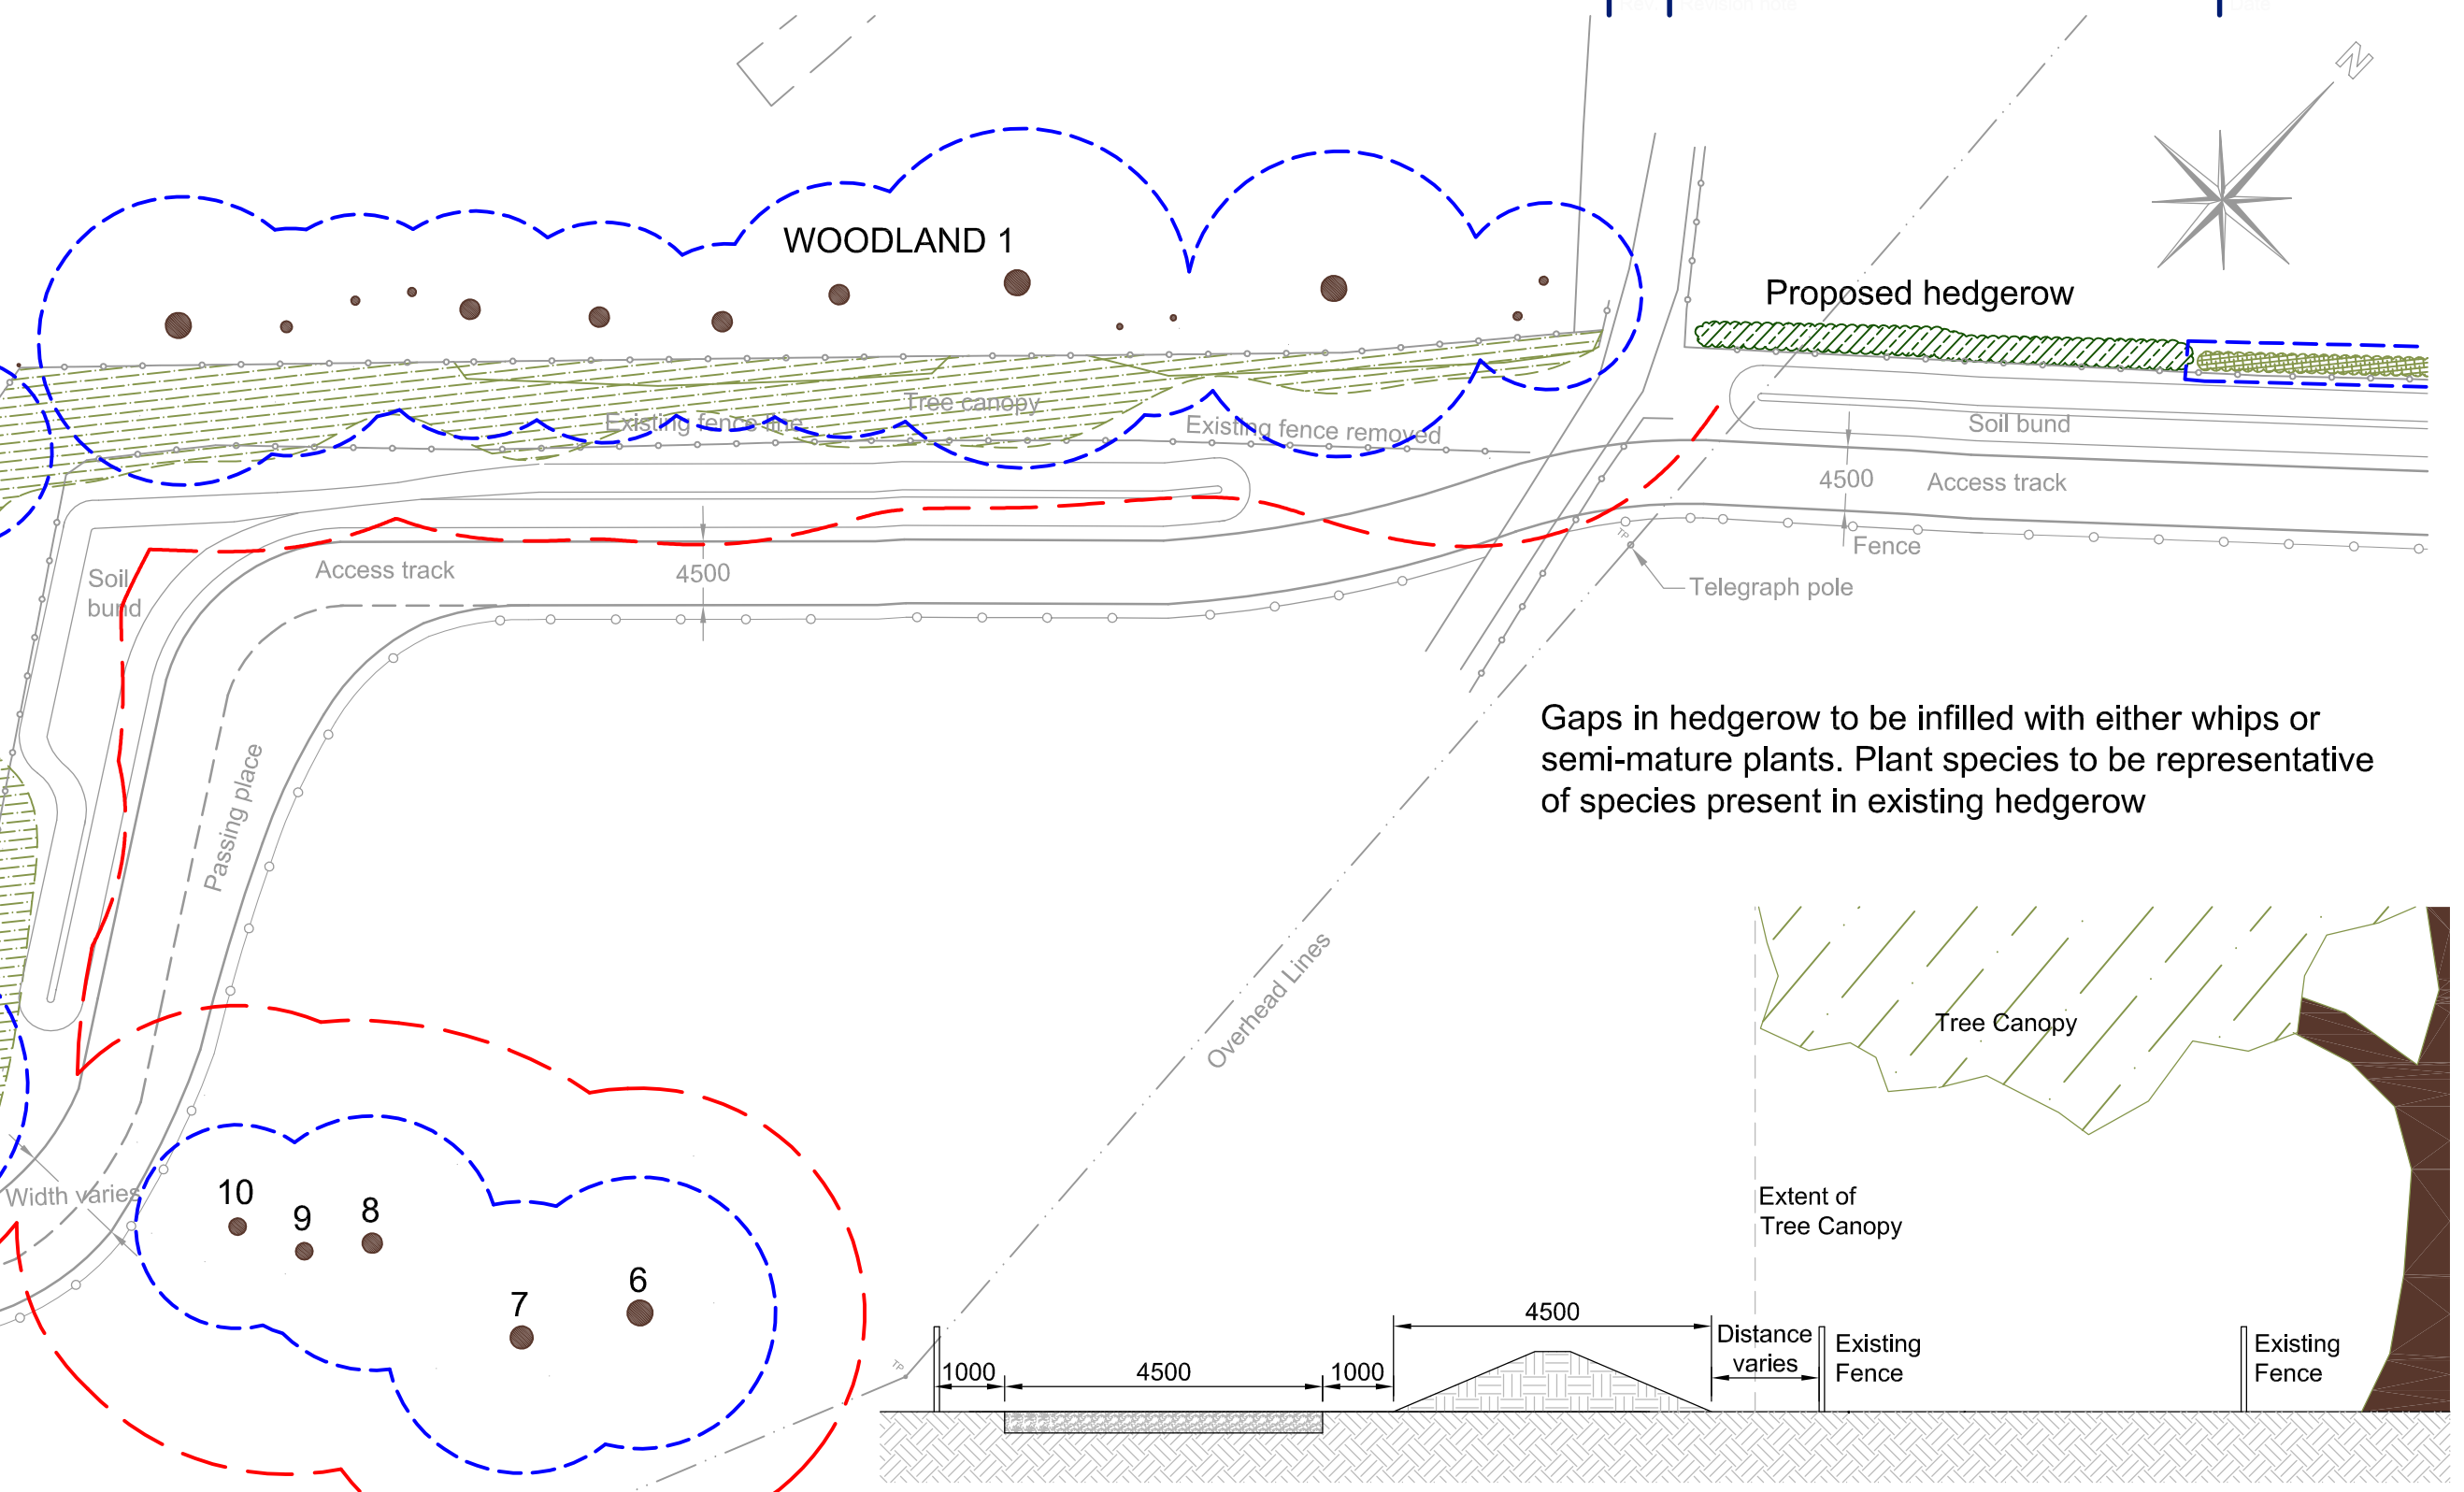 N
WOODLAND 1
Proposed hedgerow
Tree canopy
Existing fence line
Existing fence removed
Soil bund
4500
Access track
Fence
Telegraph pole
Soil
bund
Access track
4500
TP
Passing place
Gaps in hedgerow to be infilled with either whips or
semi-mature plants. Plant species to be representative
of species present in existing hedgerow
Overhead Lines
Tree Canopy
Extent of
Tree Canopy
Width varies
10
9
8
7
6
TP
4500
1000
4500
1000
Distance
varies
Existing
Fence
Existing
Fence